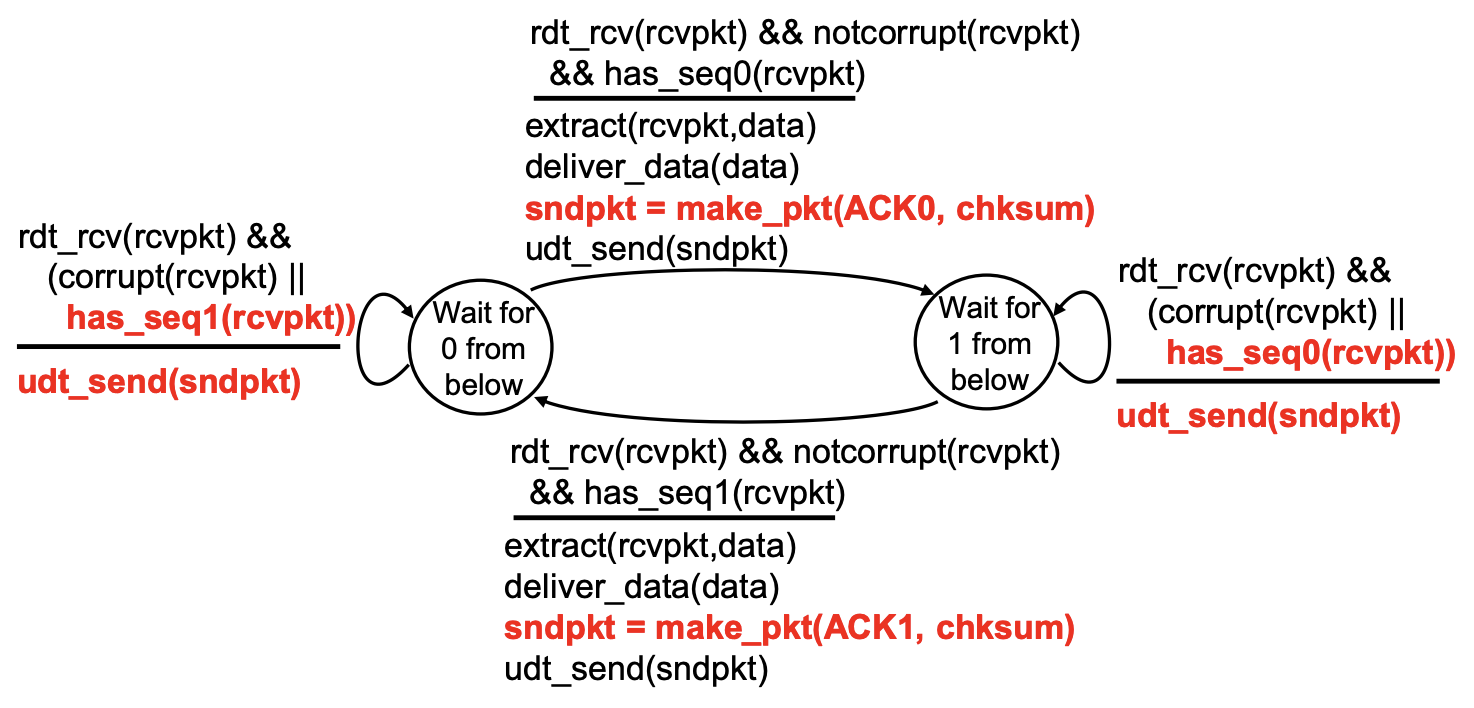 rdt_rcv(rcvpkt) && notcorrupt(rcvpkt)
&& has_seq0(rcvpkt)
extract(rcvpkt,data)
deliver_data(data)
sndpkt = make_pkt(ACK0, chksum)
udt_send(sndpkt)
rdt_rcv(rcvpkt) &&
(corrupt(rcvpkt) ||
has_seq1(rcvpkt))
udt_send(sndpkt)
Wait for
0 from
below
Wait for
1 from
below
rdt_rcv(rcvpkt) &&
(corrupt(rcvpkt) ||
has_seq0(rcvpkt))
udt_send(sndpkt)
rdt_rcv(rcvpkt) && notcorrupt(rcvpkt)
&& has_seq1(rcvpkt)
extract(rcvpkt,data)
deliver_data(data)
sndpkt = make_pkt(ACK1, chksum)
udt_send(sndpkt)